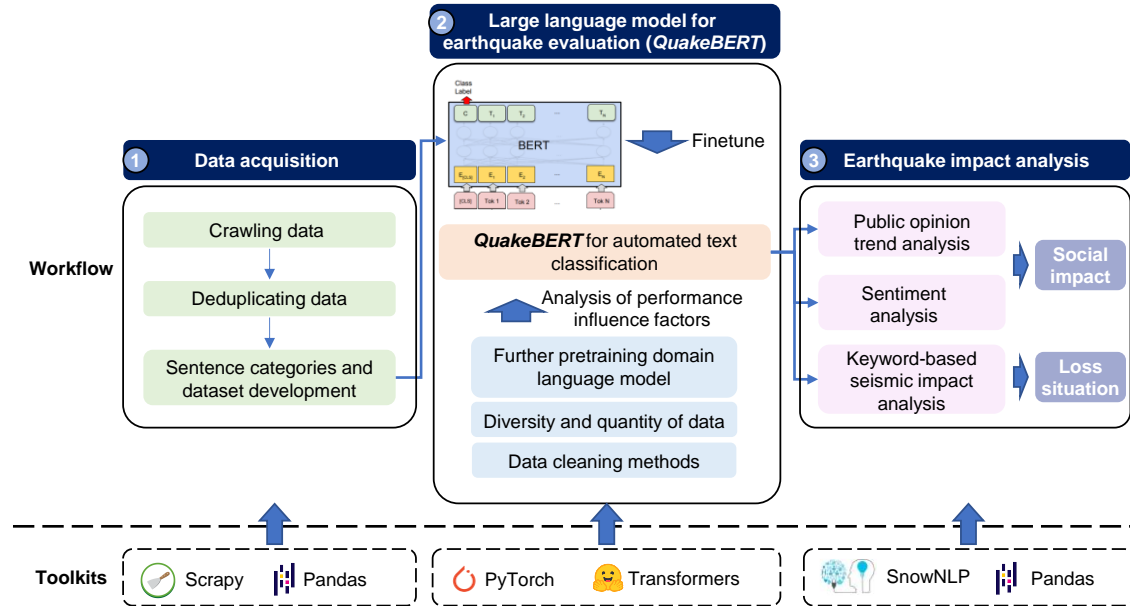 2
Large language model for
earthquake evaluation (QuakeBERT)
Class
Label
C T1 T2 ... TN
BERT
E[CLS] E1 E2 ... EN
[CLS] Tok 1 Tok 2 ... Tok N
Finetune
QuakeBERT for automated text
classification
Analysis of performance
influence factors
Further pretraining domain
language model
Diversity and quantity of data
Data cleaning methods
1
Data acquisition
Workflow
Crawling data
Deduplicating data
Sentence categories and
dataset development
3
Earthquake impact analysis
Public opinion
trend analysis
Sentiment
analysis
Keyword-based
seismic impact
analysis
Social
impact
Loss
situation
Toolkits
Scrapy
Pandas
PyTorch
Transformers
SnowNLP
Pandas